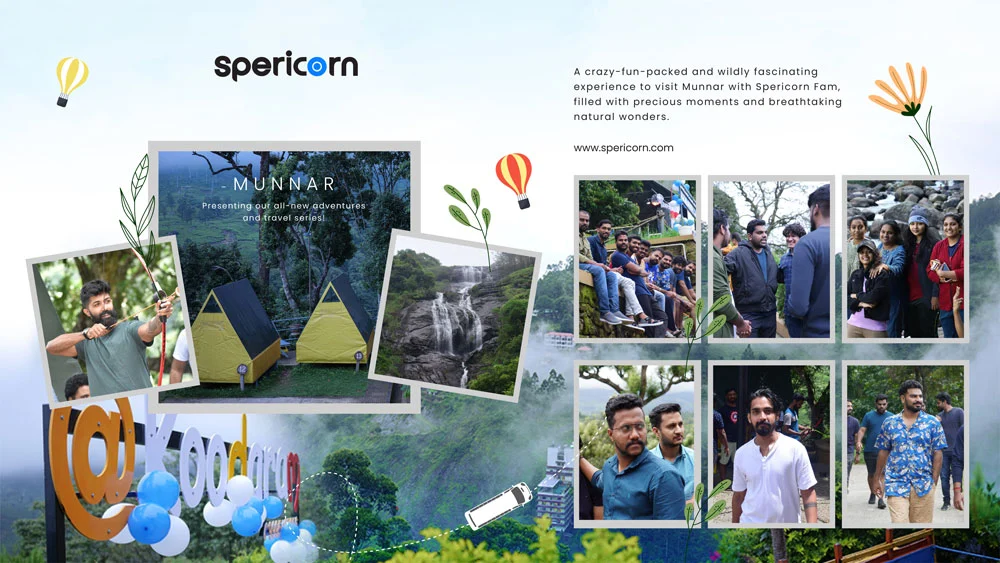 spericorn
A crazy-fun-packed and wildly fascinating
experience to visit Munnar with Spericorn Fam,
filled with precious moments and breathtaking
natural wonders.
www.spericorn.com
MUNNAR
Presenting our all-new adventures
and travel series!
@